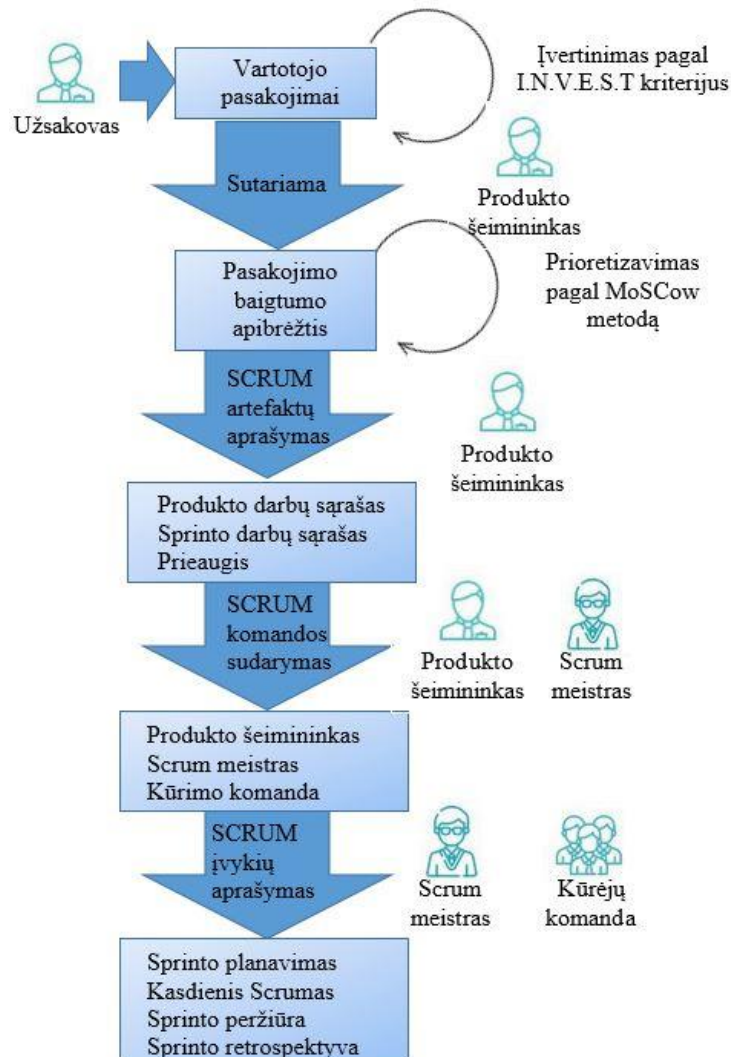 Vartotojo
pasakojimai
Įvertinimas pagal
I.N.V.E.S.T kriterijus
Užsakovas
Sutariama
Produkto
šeimininkas
Pasakojimo
baigtumo
apibrėžtis
Prioretizavimas
pagal MoSCow
metodą
SCRUM
artefaktų
aprašymas
Produkto
šeimininkas
Produkto darbų sąrašas
Sprinto darbų sąrašas
Prieaugis
SCRUM
komandos
sudarymas
Produkto
šeimininkas
Scrum
meistras
Produkto šeimininkas
Scrum meistras
Kūrimo komanda
SCRUM
įvykių
aprašymas
Scrum
meistras
Kūrėjų
komanda
Sprinto planavimas
Kasdienis Scrumas
Sprinto peržiūra
Sprinto retrospektyva